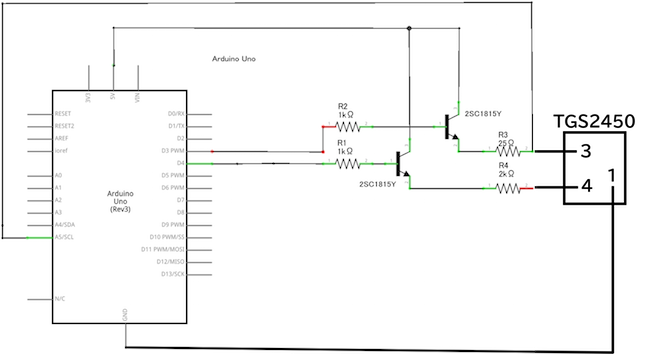 Arduino Uno
3V3
5V
VIN
RESET
RESET2
AREF
ioref
A0
A1
A2
A3
A4/SDA
A5/SCL
N/C
D0/RX
D1/TX
D2
D3 PWM
D4
D5 PWM
D6 PWM
D7
D8
D9 PWM
D10 PWM/SS
D11 PWM/MOSI
D12/MISO
D13/SCK
GND
Arduino
Uno
(Rev3)
R2
1kΩ
R1
1kΩ
2SC1815Y
2SC1815Y
R3
25Ω
R4
2kΩ
TGS2450
3
4
1